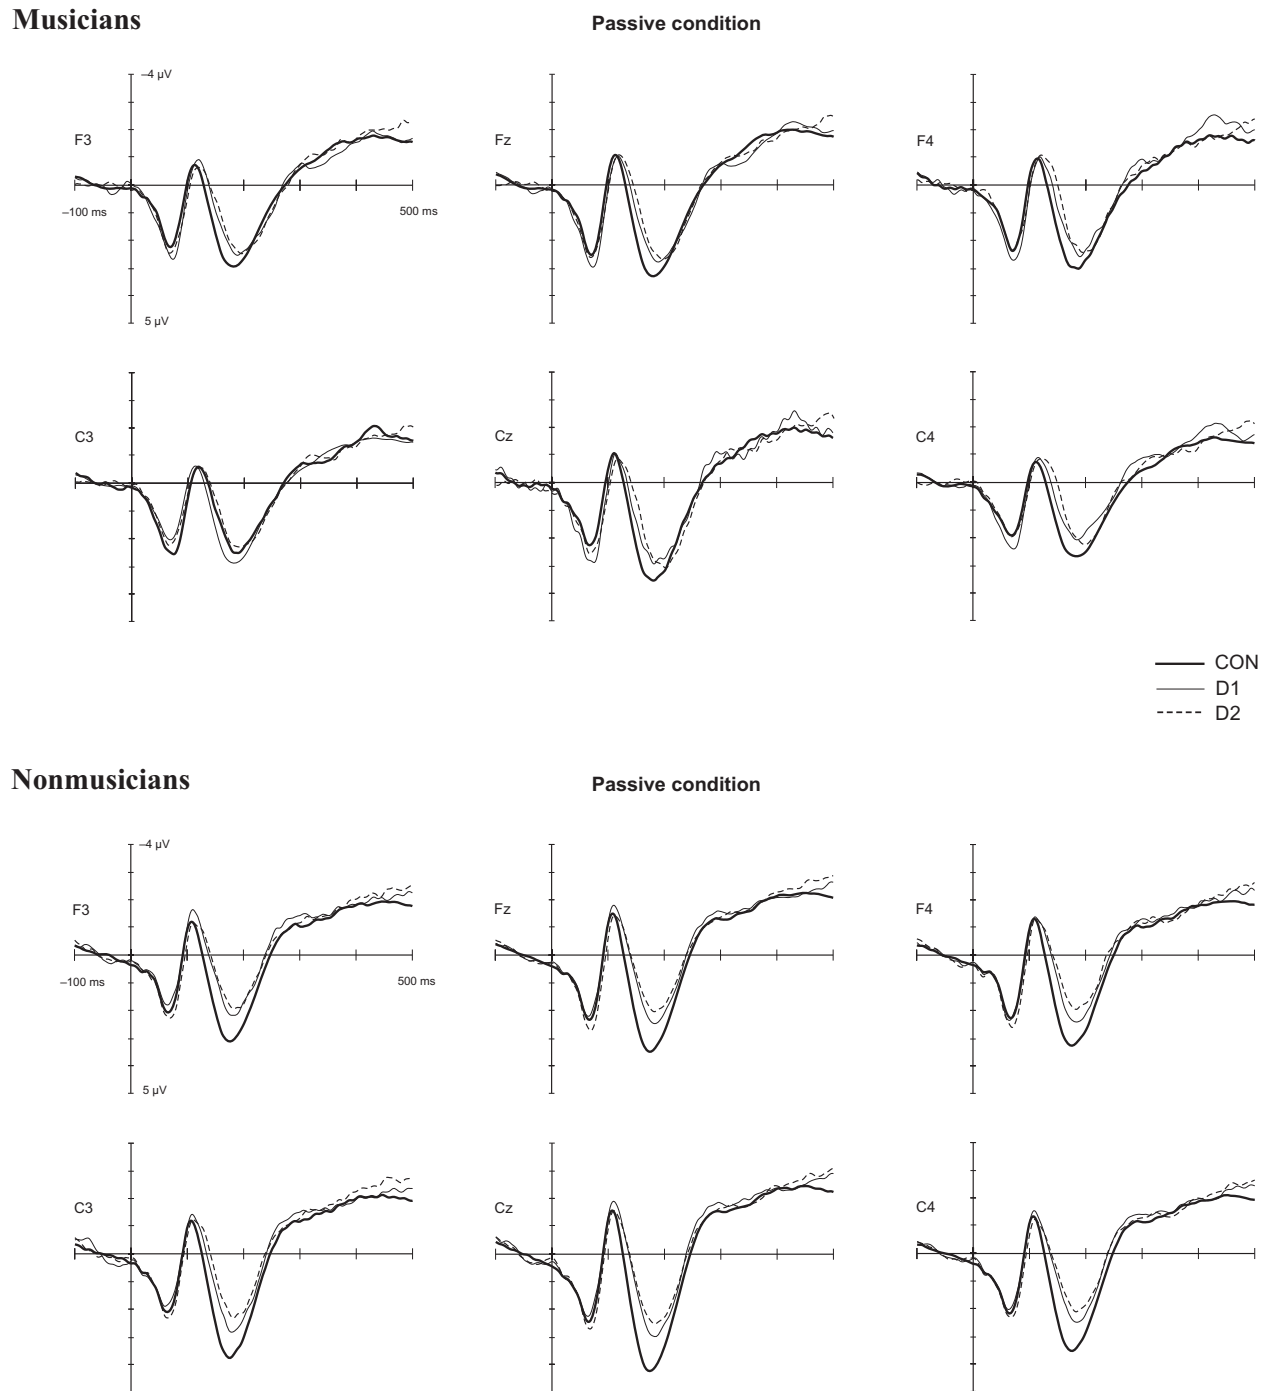 Musicians
Passive condition
–4 µV
F3
Fz
F4
–100 ms
500 ms
5 µV
C3
Cz
C4
CON
D1
D2
Nonmusicians
Passive condition
–4 µV
F3
Fz
F4
–100 ms
500 ms
5 µV
C3
Cz
C4